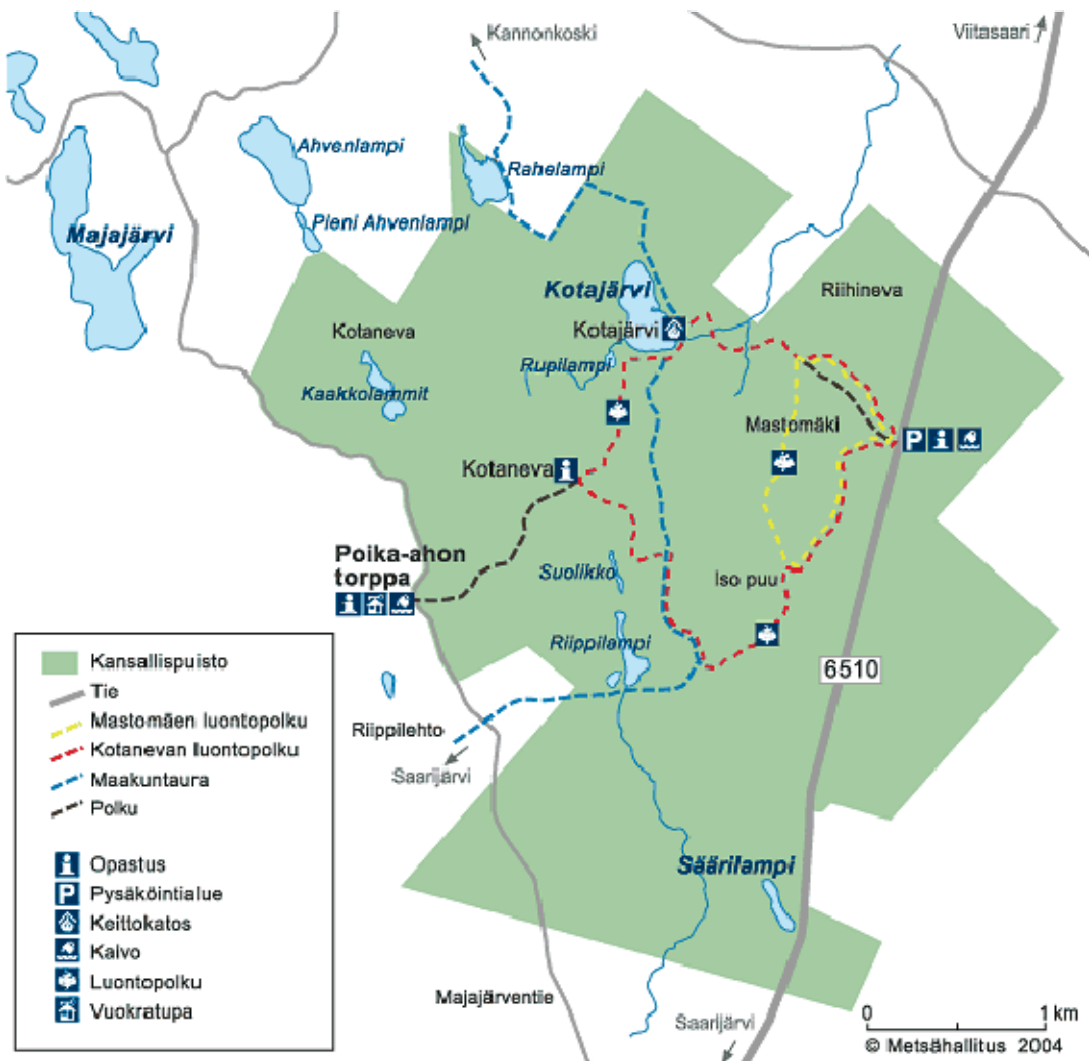 Kannonkoski
Viitasaari
Ahvenlampi
Rahelampi
Majajärvi
Pieni Ahvenlampi
Kotajärvi
Riihineva
Kotaneva
Kotajärvi
Rupilampi
Kaakkolammit
Mastomäki
P
Kotaneva
Poika-ahon
torppa
Suolikko
Iso puu
Riippilampi
6510
Riippilehto
Saarijärvi
Säärilampi
Majajärventie
Saarijärvi
Kansallispuisto
Tie
Mastomäen luontopolku
Kotanevan luontopolku
Maakuntaura
Polku
Opastus
P Pysäköintialue
Keittokatos
Kaivo
Luontopolku
Vuokratupa
0 1 km
© Metsähallitus 2004